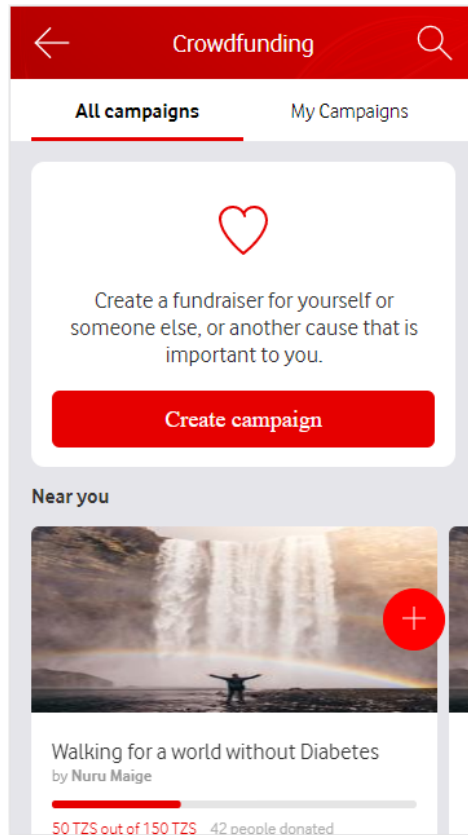 Crowdfunding
All campaigns
My Campaigns
Create a fundraiser for yourself or
someone else, or another cause that is
important to you.
Create campaign
Near you
Walking for a world without Diabetes
by Nuru Maige
50 TZS out of 150 TZS 42 people donated